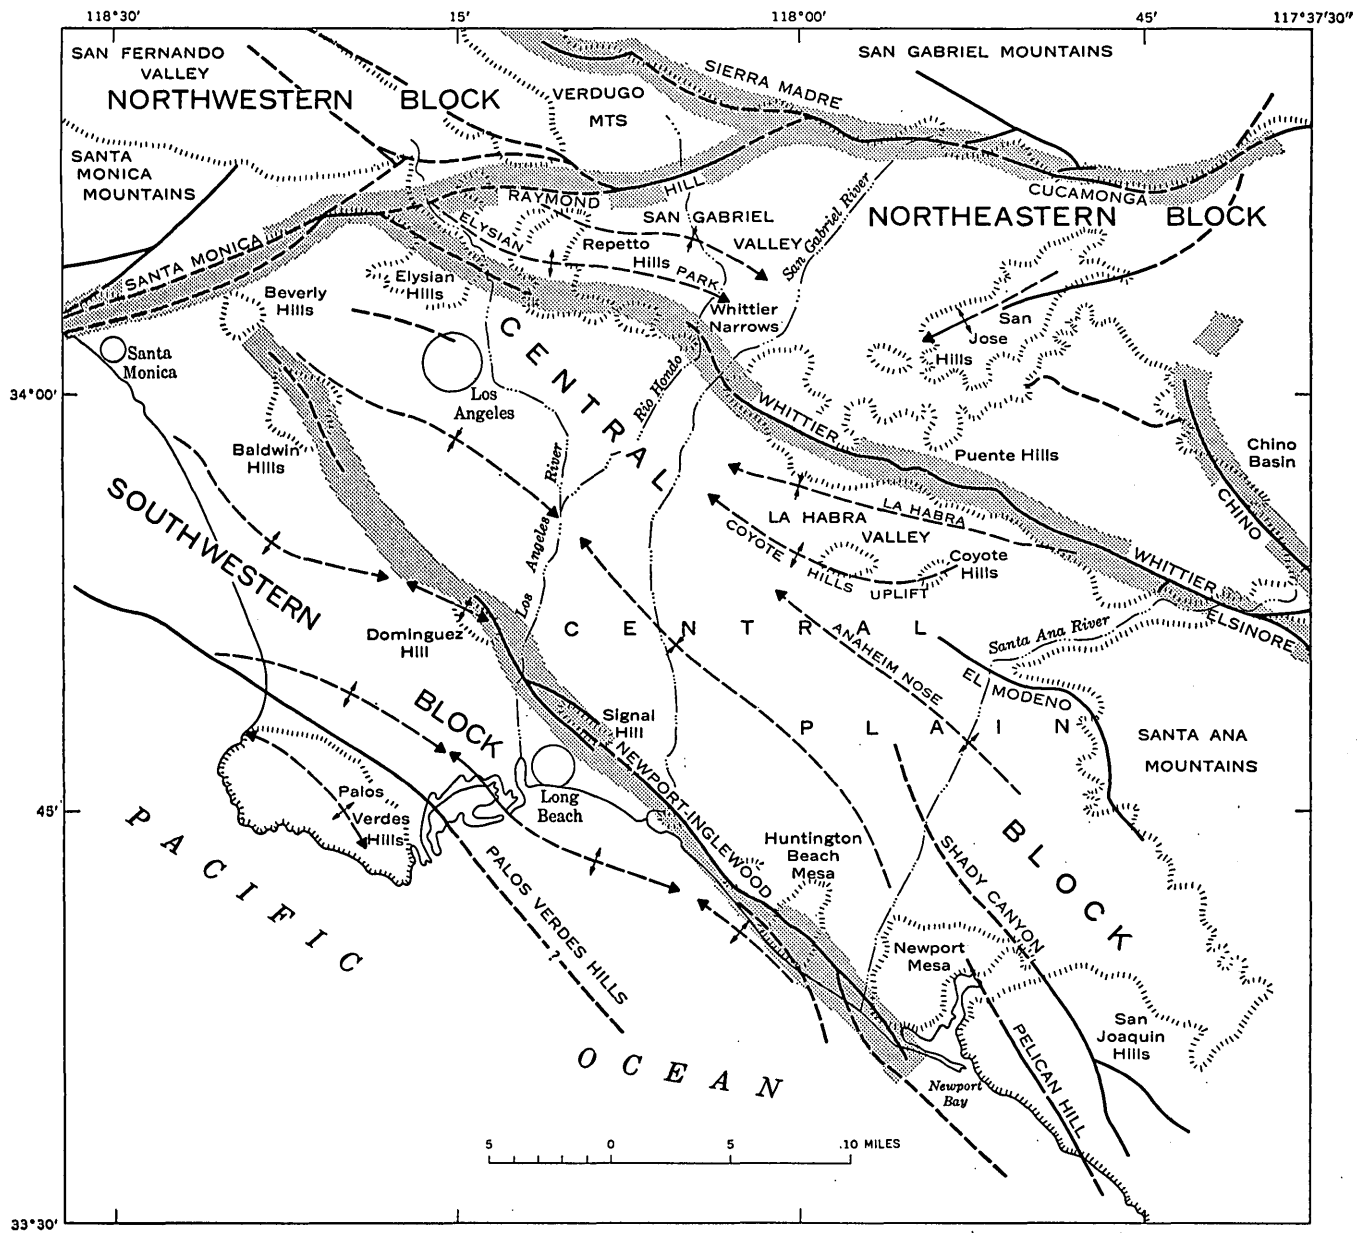 118°30'
15'
118°00'
45'
117°37'30"
SAN FERNANDO
VALLEY
NORTHWESTERN BLOCK
VERDUGO
MTS
SIERRA MADRE
SAN GABRIEL MOUNTAINS
SANTA
MONICA
MOUNTAINS
SANTA MONICA
RAYMOND
HILL
CUCAMONGA
ELYSIAN
PARK
SAN GABRIEL
VALLEY
San Gabriel River
NORTHEASTERN BLOCK
Repetto
Hills
Elysian
Hills
Beverly
Hills
Whittier
Narrows
San
Jose
Hills
Santa
Monica
Los
Angeles
CENTRAL
Rio Hondo
34°00'
WHITTIER
Puente Hills
Chino
Basin
CHINO
Baldwin
Hills
Los Angeles River
LA HABRA
LA HABRA
VALLEY
COYOTE HILLS UPLIFT
Coyote
Hills
WHITTIER
ELSINORE
SOUTHWESTERN
Dominguez
Hill
CENTRAL
ANAHEIM NOSE
Santa Ana River
EL MODENO
BLOCK
Signal
Hill
PLAIN
SANTA ANA
MOUNTAINS
NEWPORT-INGLEWOOD
Long
Beach
Palos
Verdes
Hills
45'
PACIFIC
PALOS VERDES HILLS
?
Huntington
Beach
Mesa
SHADY CANYON
BLOCK
Newport
Mesa
San
Joaquin
Hills
PELICAN HILL
OCEAN
Newport
Bay
5 0 5 10 MILES
33°30'